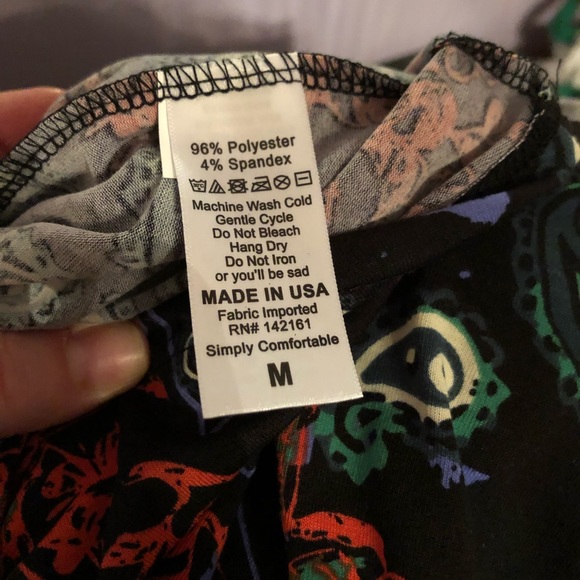 96% Polyester
4% Spandex
Machine Wash Cold
Gentle Cycle
Do Not Bleach
Hang Dry
Do Not Iron
or you'll be sad
MADE IN USA
Fabric Imported
RN# 142161
Simply Comfortable
M